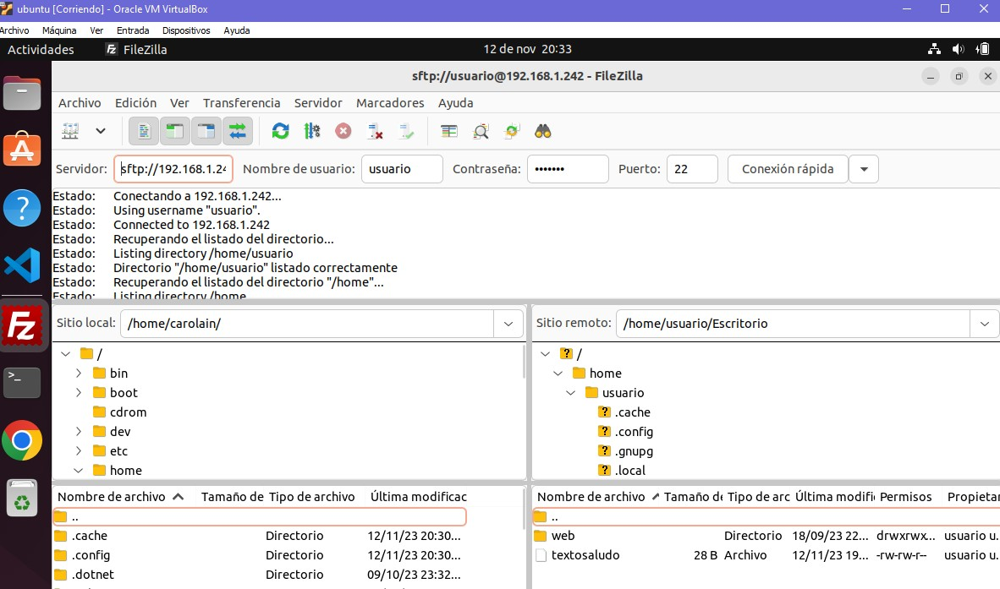 ubuntu [Corriendo] - Oracle VM VirtualBox
Archivo Máquina Ver Entrada Dispositivos Ayuda
Actividades FileZilla 12 de nov 20:33
sftp://usuario@192.168.1.242 - FileZilla
Archivo Edición Ver Transferencia Servidor Marcadores Ayuda
Servidor: sftp://192.168.1.24 Nombre de usuario: usuario Contraseña: ••••••• Puerto: 22 Conexión rápida
Estado: Conectando a 192.168.1.242...
Estado: Using username "usuario".
Estado: Connected to 192.168.1.242
Estado: Recuperando el listado del directorio...
Estado: Listing directory /home/usuario
Estado: Directorio "/home/usuario" listado correctamente
Estado: Recuperando el listado del directorio "/home"...
Estado: Listing directory /home
Sitio local: /home/carolain/
/
bin
boot
cdrom
dev
etc
home
Sitio remoto: /home/usuario/Escritorio
/
home
usuario
.cache
.config
.gnupg
.local
Nombre de archivo Tamaño de Tipo de archivo Última modificac
..
.cache Directorio 12/11/23 20:30...
.config Directorio 12/11/23 20:30...
.dotnet Directorio 09/10/23 23:32...
Nombre de archivo Tamaño de Tipo de arc Última modifi Permisos Propietar
..
web Directorio 18/09/23 22... drwxrwx... usuario u.
textosaludo 28 B Archivo 12/11/23 19... -rw-rw-r-- usuario u.